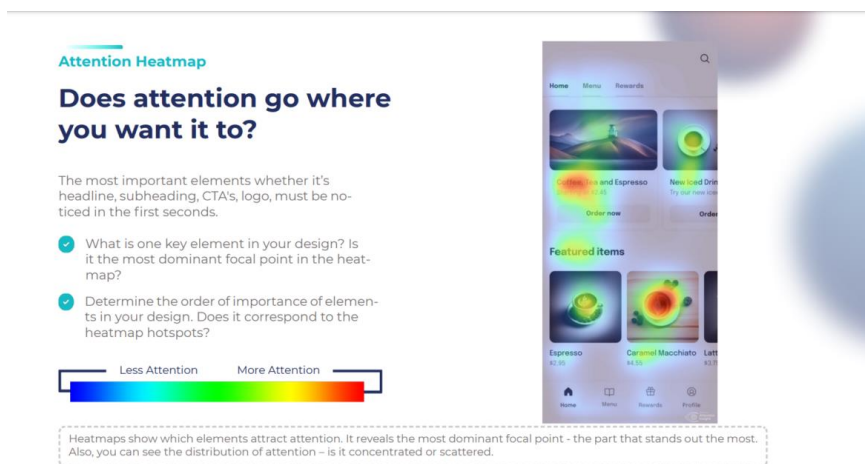 Attention Heatmap
Does attention go where
you want it to?
The most important elements whether it's
headline, subheading, CTA's, logo, must be no-
ticed in the first seconds.
What is one key element in your design? Is
it the most dominant focal point in the heat-
map?
Determine the order of importance of elemen-
ts in your design. Does it correspond to the
heatmap hotspots?
Less Attention More Attention
Heatmaps show which elements attract attention. It reveals the most dominant focal point - the part that stands out the most.
Also, you can see the distribution of attention – is it concentrated or scattered.
Home Menu Rewards
Coffee, Tea and Espresso New Iced Drin
Try our new iced
Order now Order
Featured items
Espresso Caramel Macchiato Latt
$2.95 $4.55
Home Menu Rewards Profile